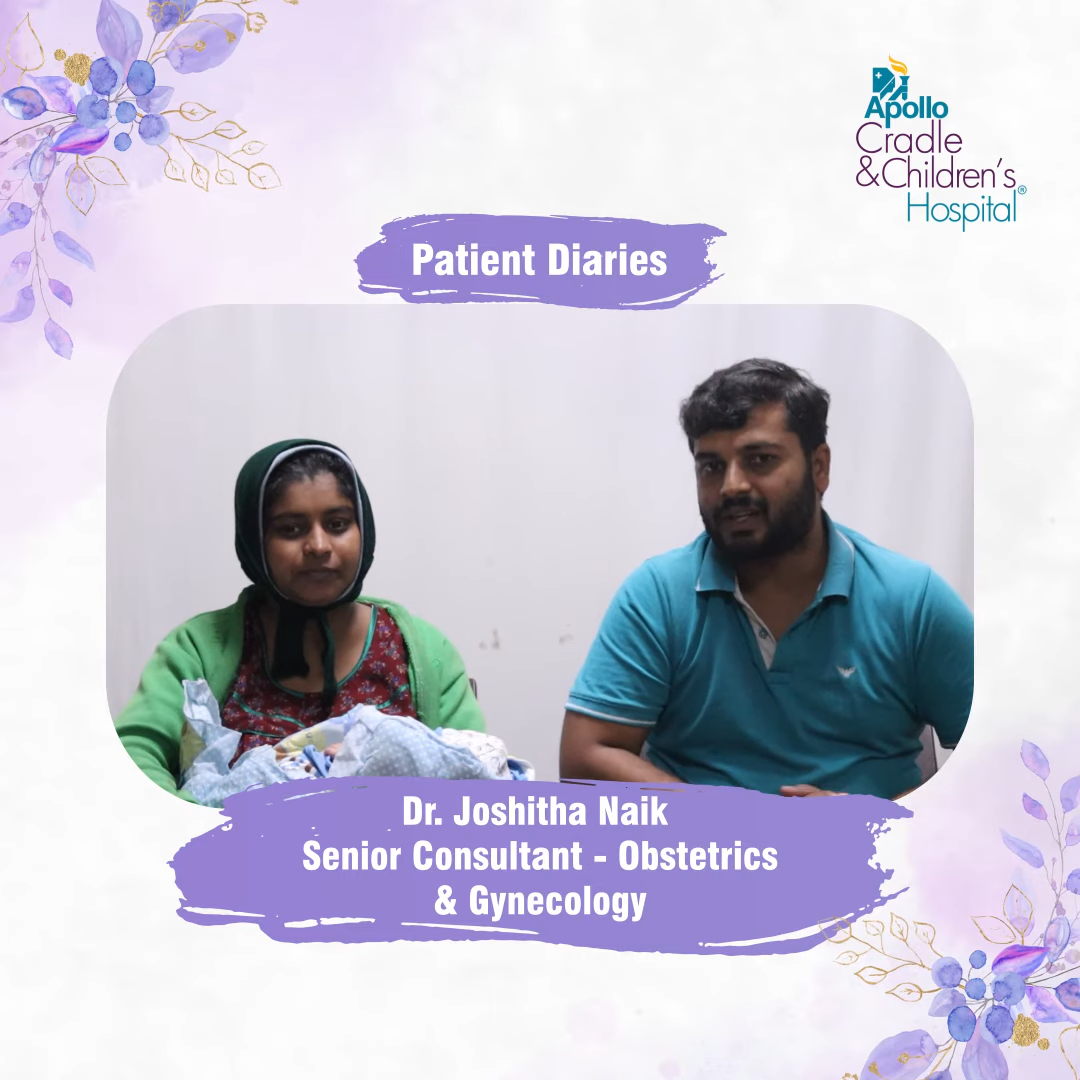 Apollo
Cradle
&Children's
Hospital®
Patient Diaries
Dr. Joshitha Naik
Senior Consultant - Obstetrics
& Gynecology